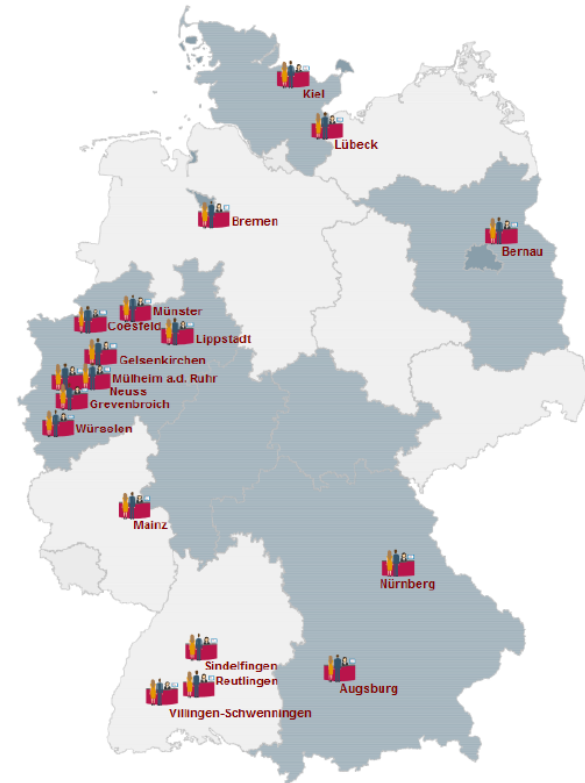 Kiel
Lübeck
Bremen
Bernau
Münster
Coesfeld
Lippstadt
Gelsenkirchen
Mülheim a.d. Ruhr
Neuss
Grevenbroich
Würselen
Mainz
Nürnberg
Sindelfingen
Reutlingen
Augsburg
Villingen-Schwenningen